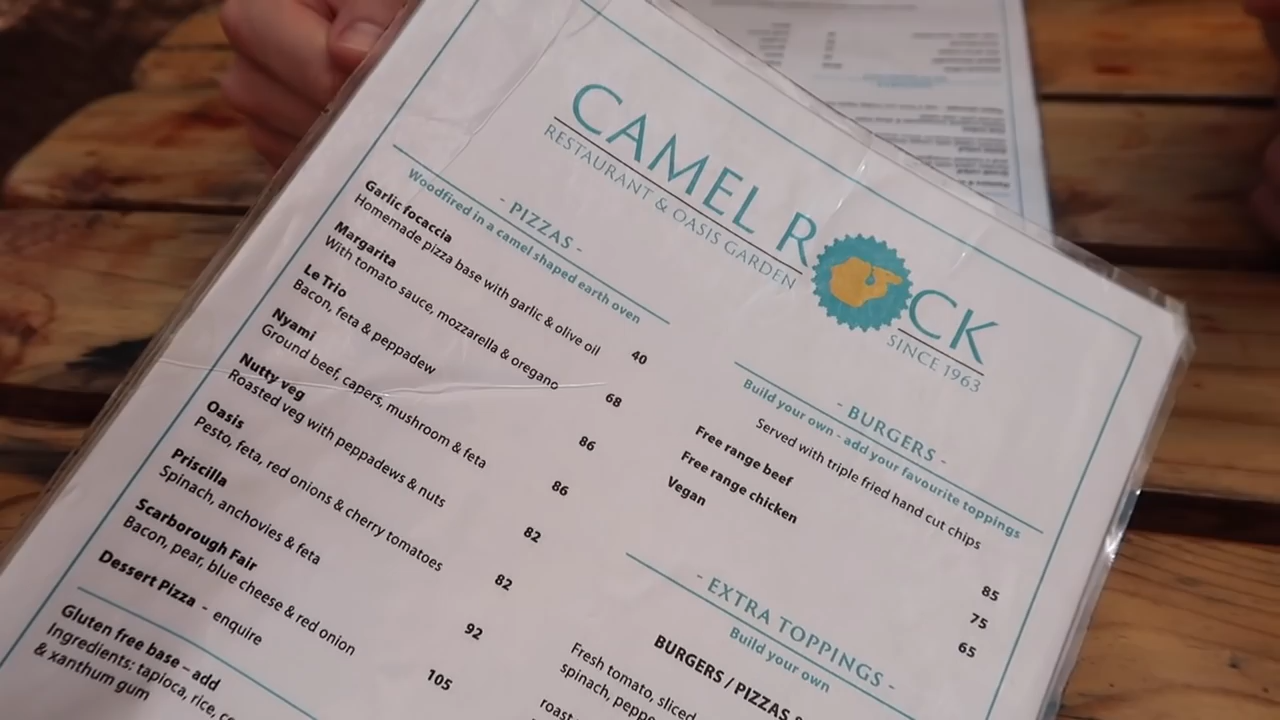 CAMEL ROCK
RESTAURANT & OASIS GARDEN
SINCE 1963
- PIZZAS -
Woodfired in a camel shaped earth oven
Garlic focaccia
Homemade pizza base with garlic & olive oil 40
Margarita
With tomato sauce, mozzarella & oregano 68
Le Trio
Bacon, feta & peppadew 86
Nyami
Ground beef, capers, mushroom & feta 86
Nutty veg
Roasted veg with peppadews & nuts 82
Oasis
Pesto, feta, red onions & cherry tomatoes 82
Priscilla
Spinach, anchovies & feta 92
Scarborough Fair
Bacon, pear, blue cheese & red onion 105
Dessert Pizza - enquire
Gluten free base – add
Ingredients: tapioca, rice,
& xanthum gum
- BURGERS -
Build your own - add your favourite toppings
Served with triple fried hand cut chips
Free range beef 85
Free range chicken 75
Vegan 65
- EXTRA TOPPINGS -
Build your own
BURGERS / PIZZAS
Fresh tomato, sliced
spinach,